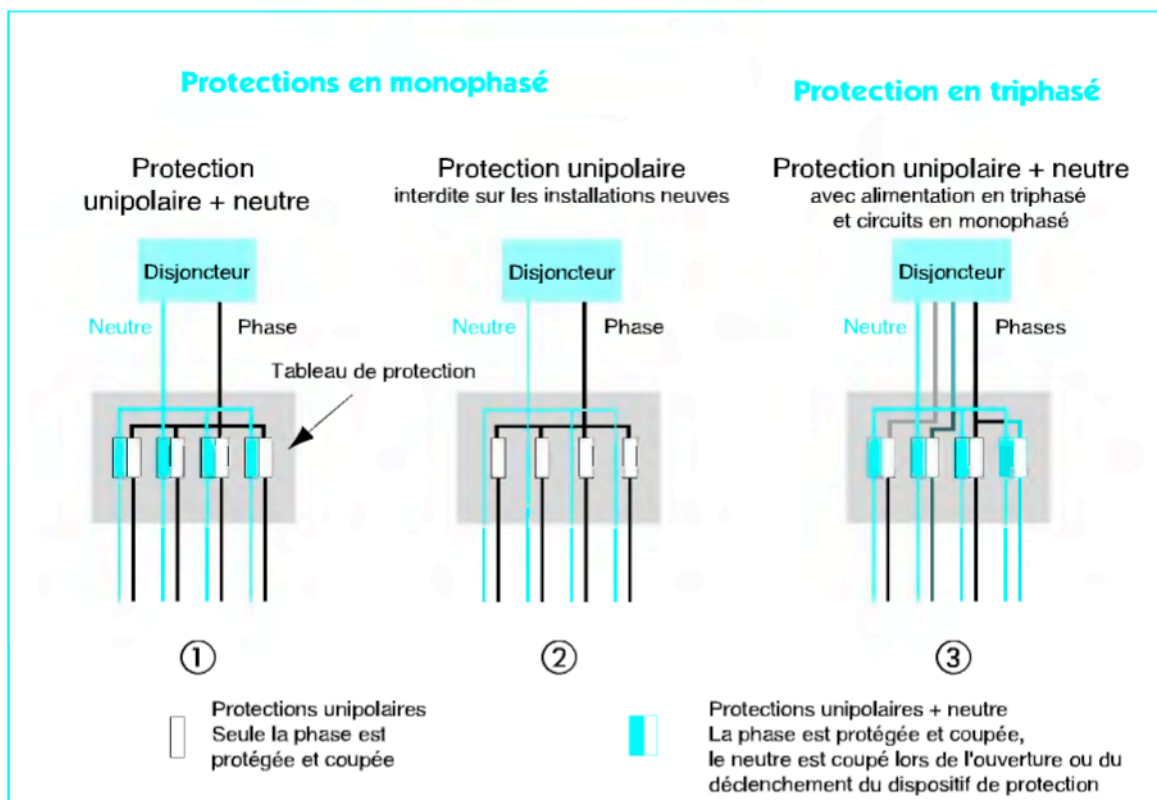 Protections en monophasé
Protection en triphasé
Protection
unipolaire + neutre
Protection unipolaire
interdite sur les installations neuves
Protection unipolaire + neutre
avec alimentation en triphasé
et circuits en monophasé
Disjoncteur
Disjoncteur
Disjoncteur
Neutre
Phase
Neutre
Phase
Neutre
Phases
Tableau de protection
1
2
3
Protections unipolaires
Seule la phase est
protégée et coupée
Protections unipolaires + neutre
La phase est protégée et coupée,
le neutre est coupé lors de l'ouverture ou du
déclenchement du dispositif de protection